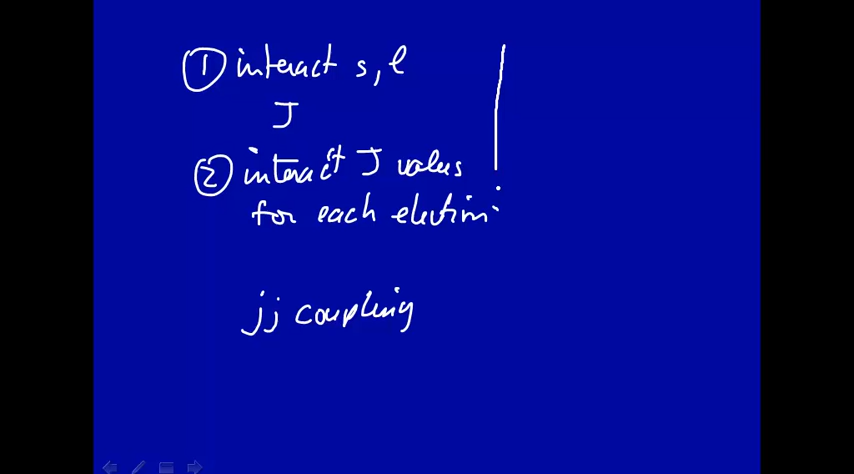 ① interact s, l
J
② interact J values
for each electron
jj coupling